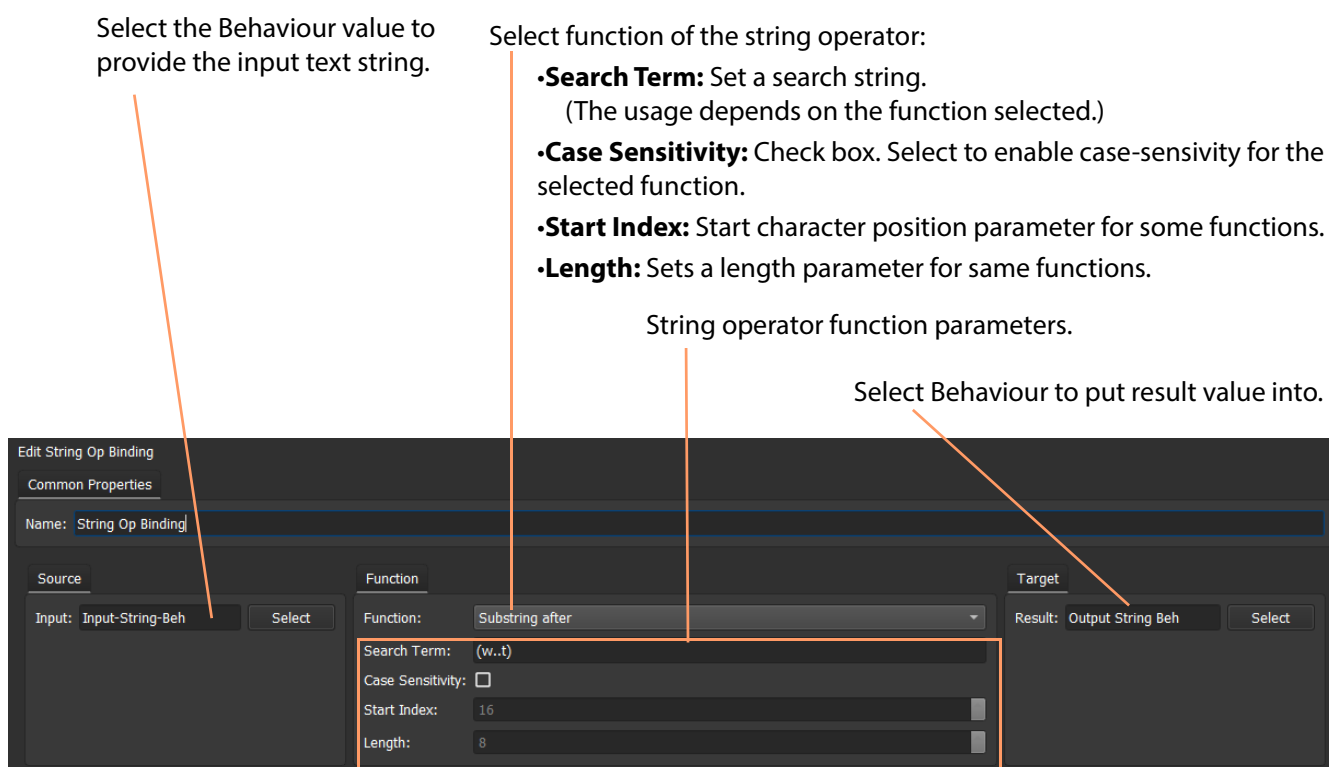 Select the Behaviour value to
provide the input text string.
Select function of the string operator:
•Search Term: Set a search string.
(The usage depends on the function selected.)
•Case Sensitivity: Check box. Select to enable case-sensivity for the
selected function.
•Start Index: Start character position parameter for some functions.
•Length: Sets a length parameter for same functions.
String operator function parameters.
Select Behaviour to put result value into.
Edit String Op Binding
Common Properties
Name: String Op Binding
Source
Input: Input-String-Beh Select
Function
Function: Substring after
Search Term: (w..t)
Case Sensitivity:
Start Index: 16
Length: 8
Target
Result: Output String Beh Select